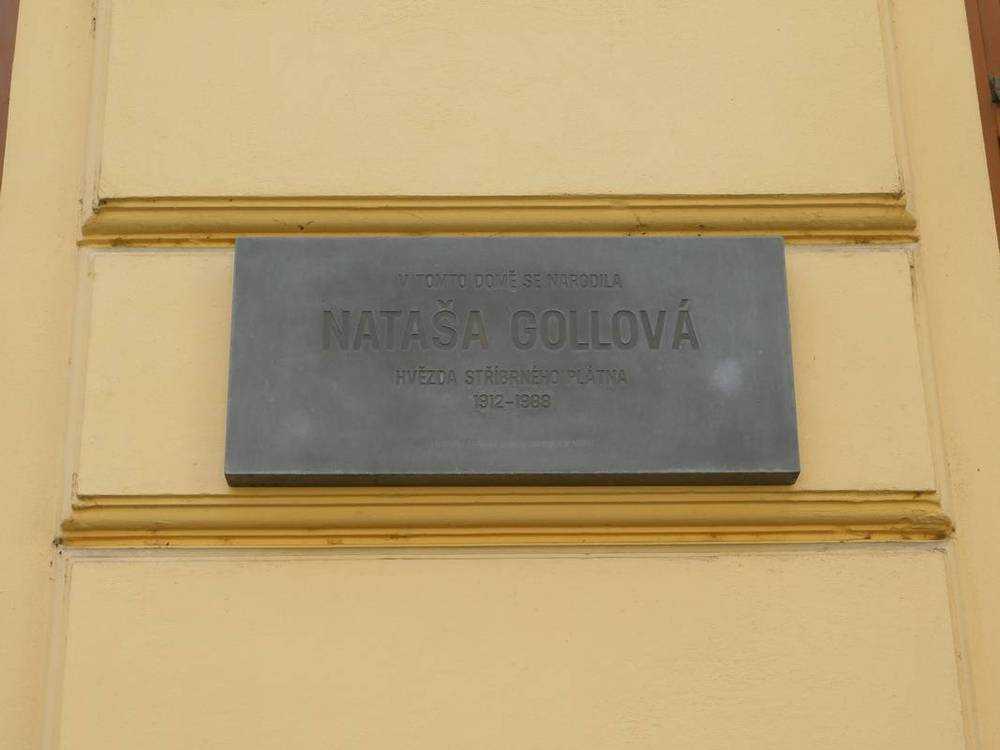 V TOMTO DOMĚ SE NARODILA
NATAŠA GOLLOVÁ
HVĚZDA STŘÍBRNÉHO PLÁTNA
1912–1988